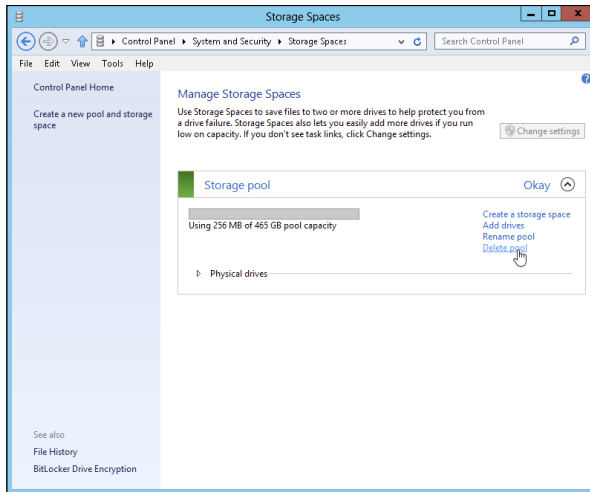 Storage Spaces
Control Panel System and Security Storage Spaces
Search Control Panel
File Edit View Tools Help
Control Panel Home
Create a new pool and storage
space
Manage Storage Spaces
Use Storage Spaces to save files to two or more drives to help protect you from
a drive failure. Storage Spaces also lets you easily add more drives if you run
low on capacity. If you don't see task links, click Change settings.
Change settings
Storage pool
Okay
Using 256 MB of 465 GB pool capacity
Create a storage space
Add drives
Rename pool
Delete pool
Physical drives
See also
File History
BitLocker Drive Encryption